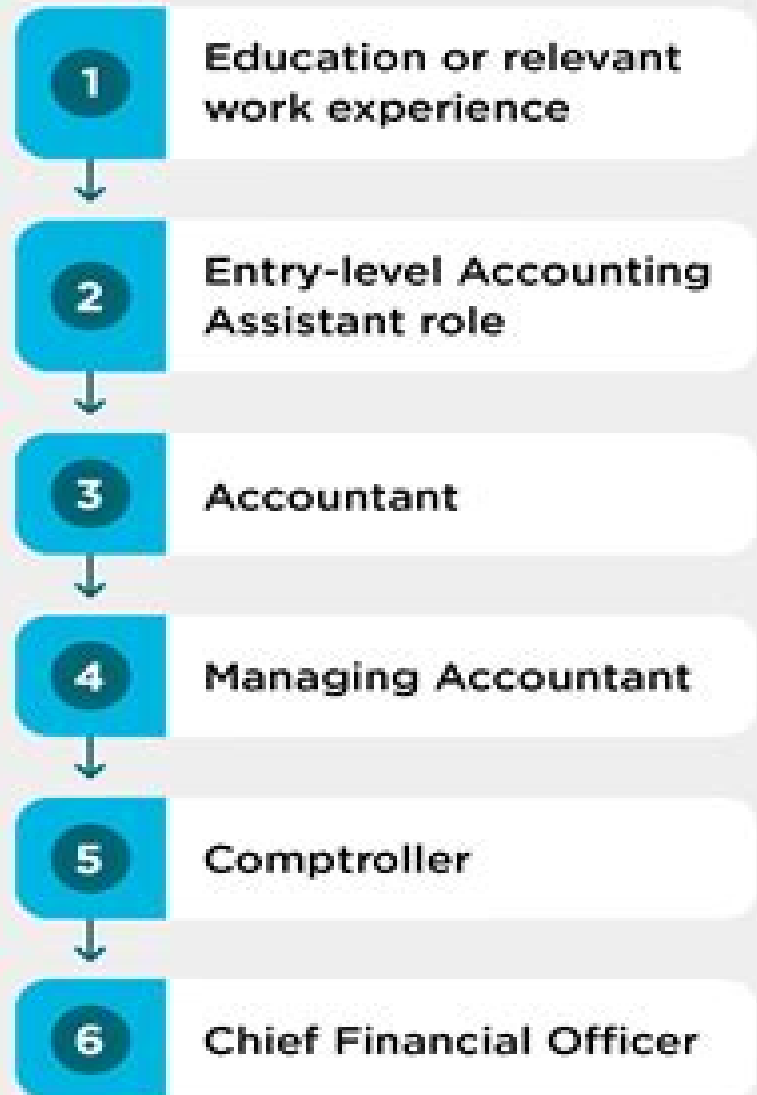 1
Education or relevant
work experience
2
Entry-level Accounting
Assistant role
3
Accountant
4
Managing Accountant
5
Comptroller
6
Chief Financial Officer